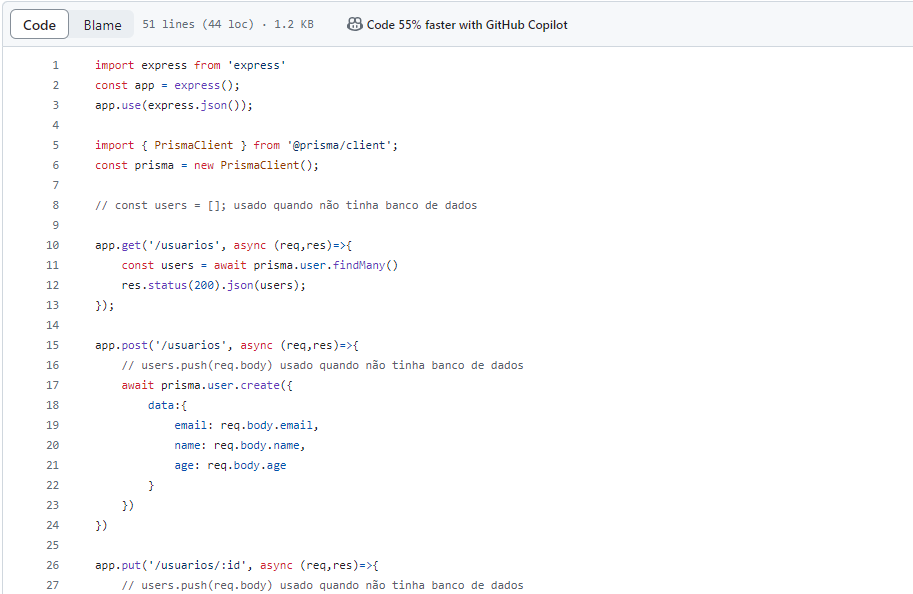 Code Blame 51 lines (44 loc) · 1.2 KB Code 55% faster with GitHub Copilot
1 import express from 'express'
2 const app = express();
3 app.use(express.json());
4
5 import { PrismaClient } from '@prisma/client';
6 const prisma = new PrismaClient();
7
8 // const users = []; usado quando não tinha banco de dados
9
10 app.get('/usuarios', async (req,res)=>{
11     const users = await prisma.user.findMany()
12     res.status(200).json(users);
13 });
14
15 app.post('/usuarios', async (req,res)=>{
16     // users.push(req.body) usado quando não tinha banco de dados
17     await prisma.user.create({
18         data:{
19             email: req.body.email,
20             name: req.body.name,
21             age: req.body.age
22         }
23     })
24 })
25
26 app.put('/usuarios/:id', async (req,res)=>{
27     // users.push(req.body) usado quando não tinha banco de dados